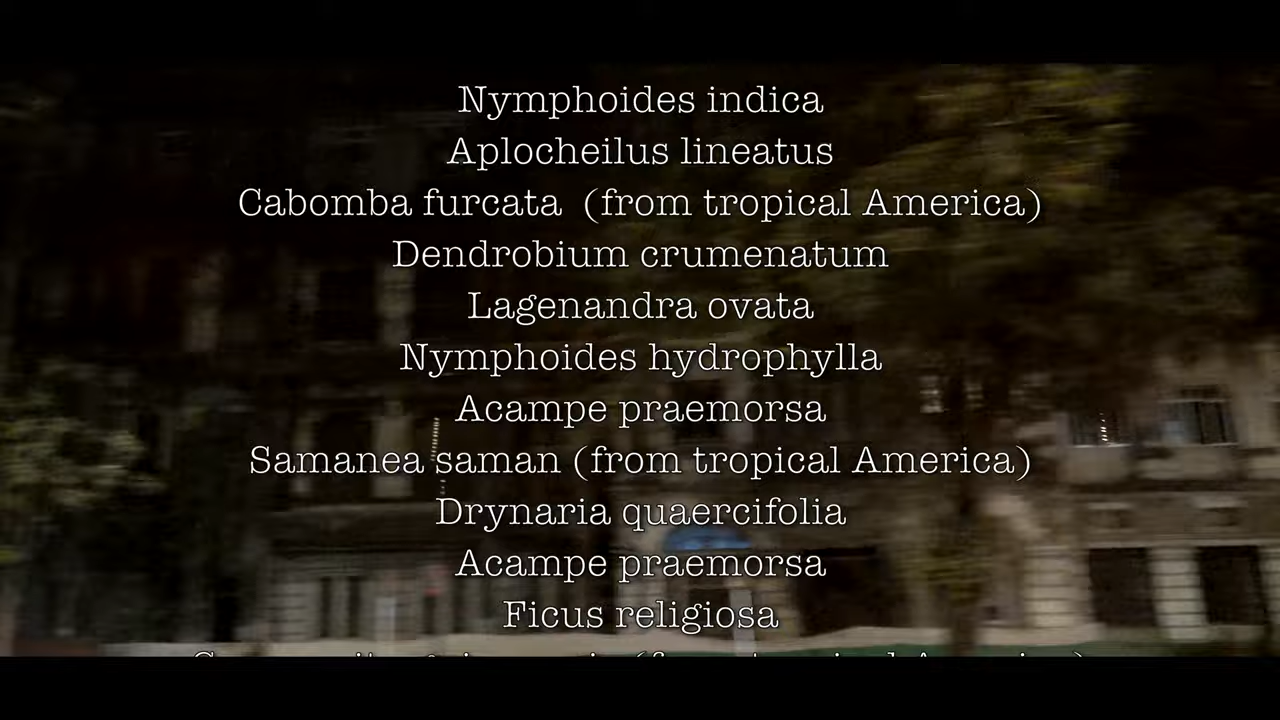 Nymphoides indica
Aplocheilus lineatus
Cabomba furcata (from tropical America)
Dendrobium crumenatum
Lagenandra ovata
Nymphoides hydrophylla
Acampe praemorsa
Samanea saman (from tropical America)
Drynaria quaercifolia
Acampe praemorsa
Ficus religiosa